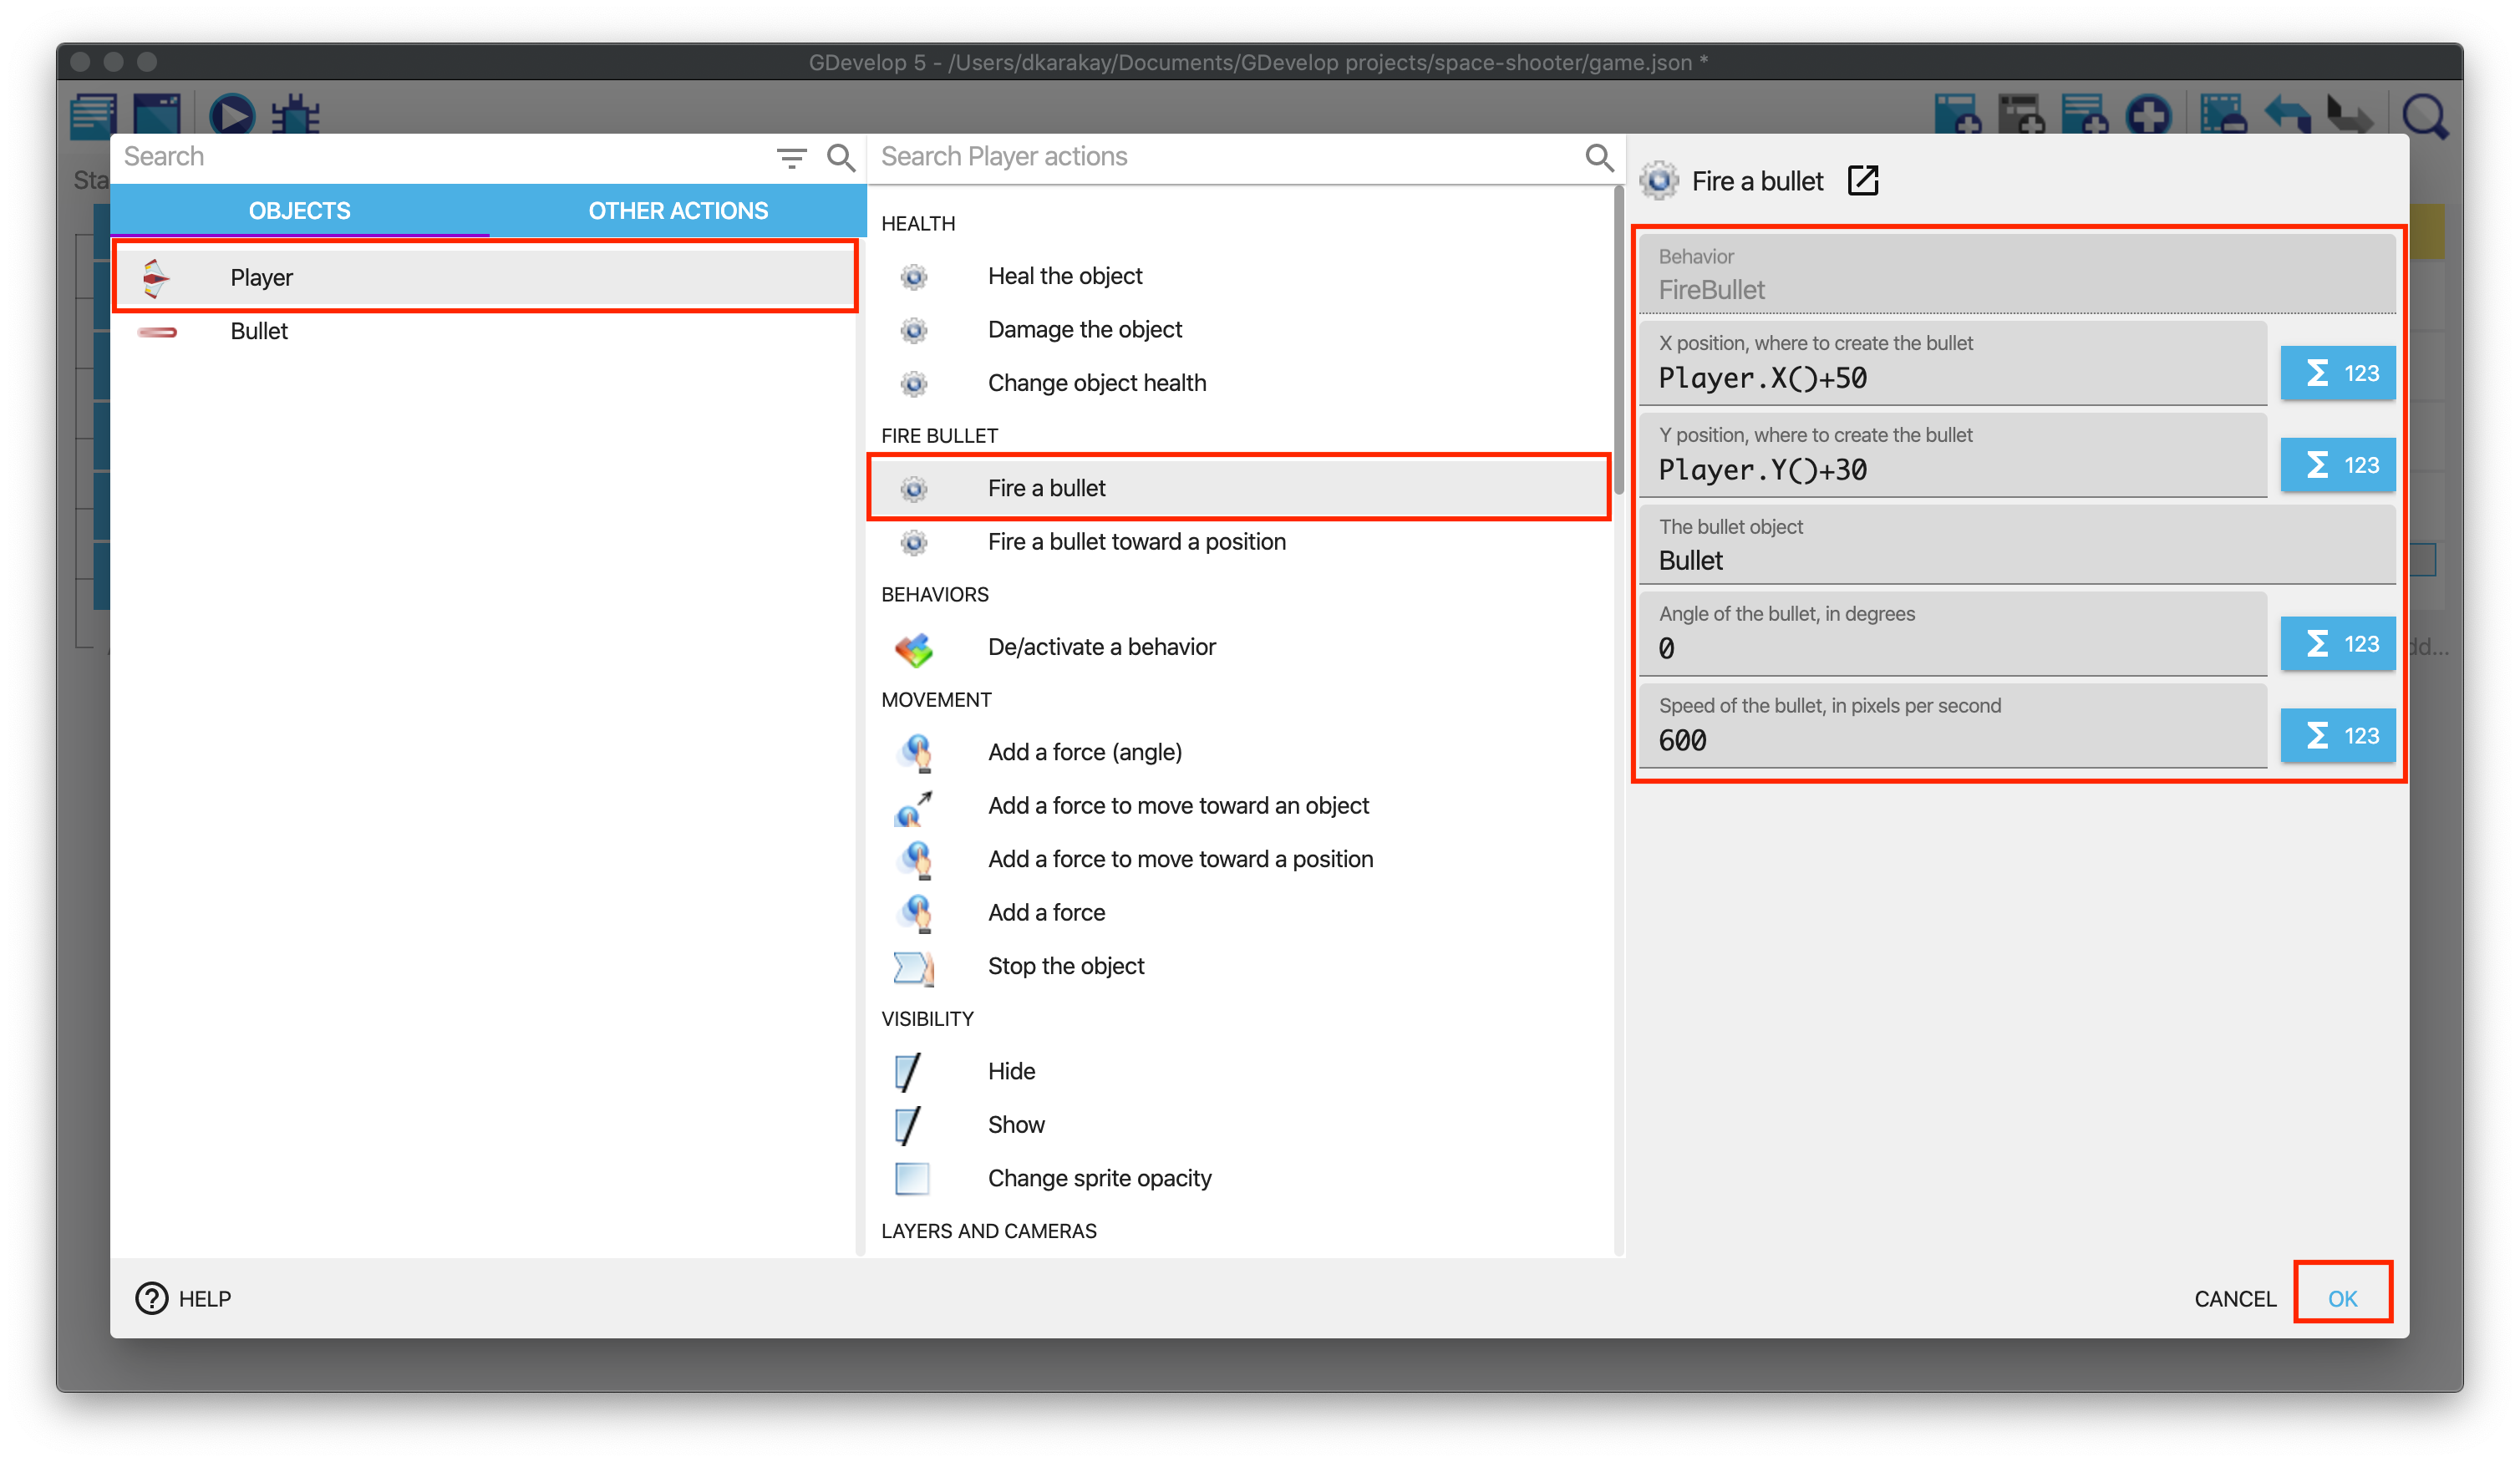 GDevelop 5 - /Users/dkarakay/Documents/GDevelop projects/space-shooter/game.json *
Search
Search Player actions
Fire a bullet
Sta
OBJECTS
OTHER ACTIONS
Player
Bullet
HEALTH
Heal the object
Damage the object
Change object health
FIRE BULLET
Fire a bullet
Fire a bullet toward a position
BEHAVIORS
De/activate a behavior
MOVEMENT
Add a force (angle)
Add a force to move toward an object
Add a force to move toward a position
Add a force
Stop the object
VISIBILITY
Hide
Show
Change sprite opacity
LAYERS AND CAMERAS
Behavior
FireBullet
X position, where to create the bullet
Player.X()+50
Σ 123
Y position, where to create the bullet
Player.Y()+30
Σ 123
The bullet object
Bullet
Angle of the bullet, in degrees
0
Σ 123
dd...
Speed of the bullet, in pixels per second
600
Σ 123
? HELP
CANCEL
OK